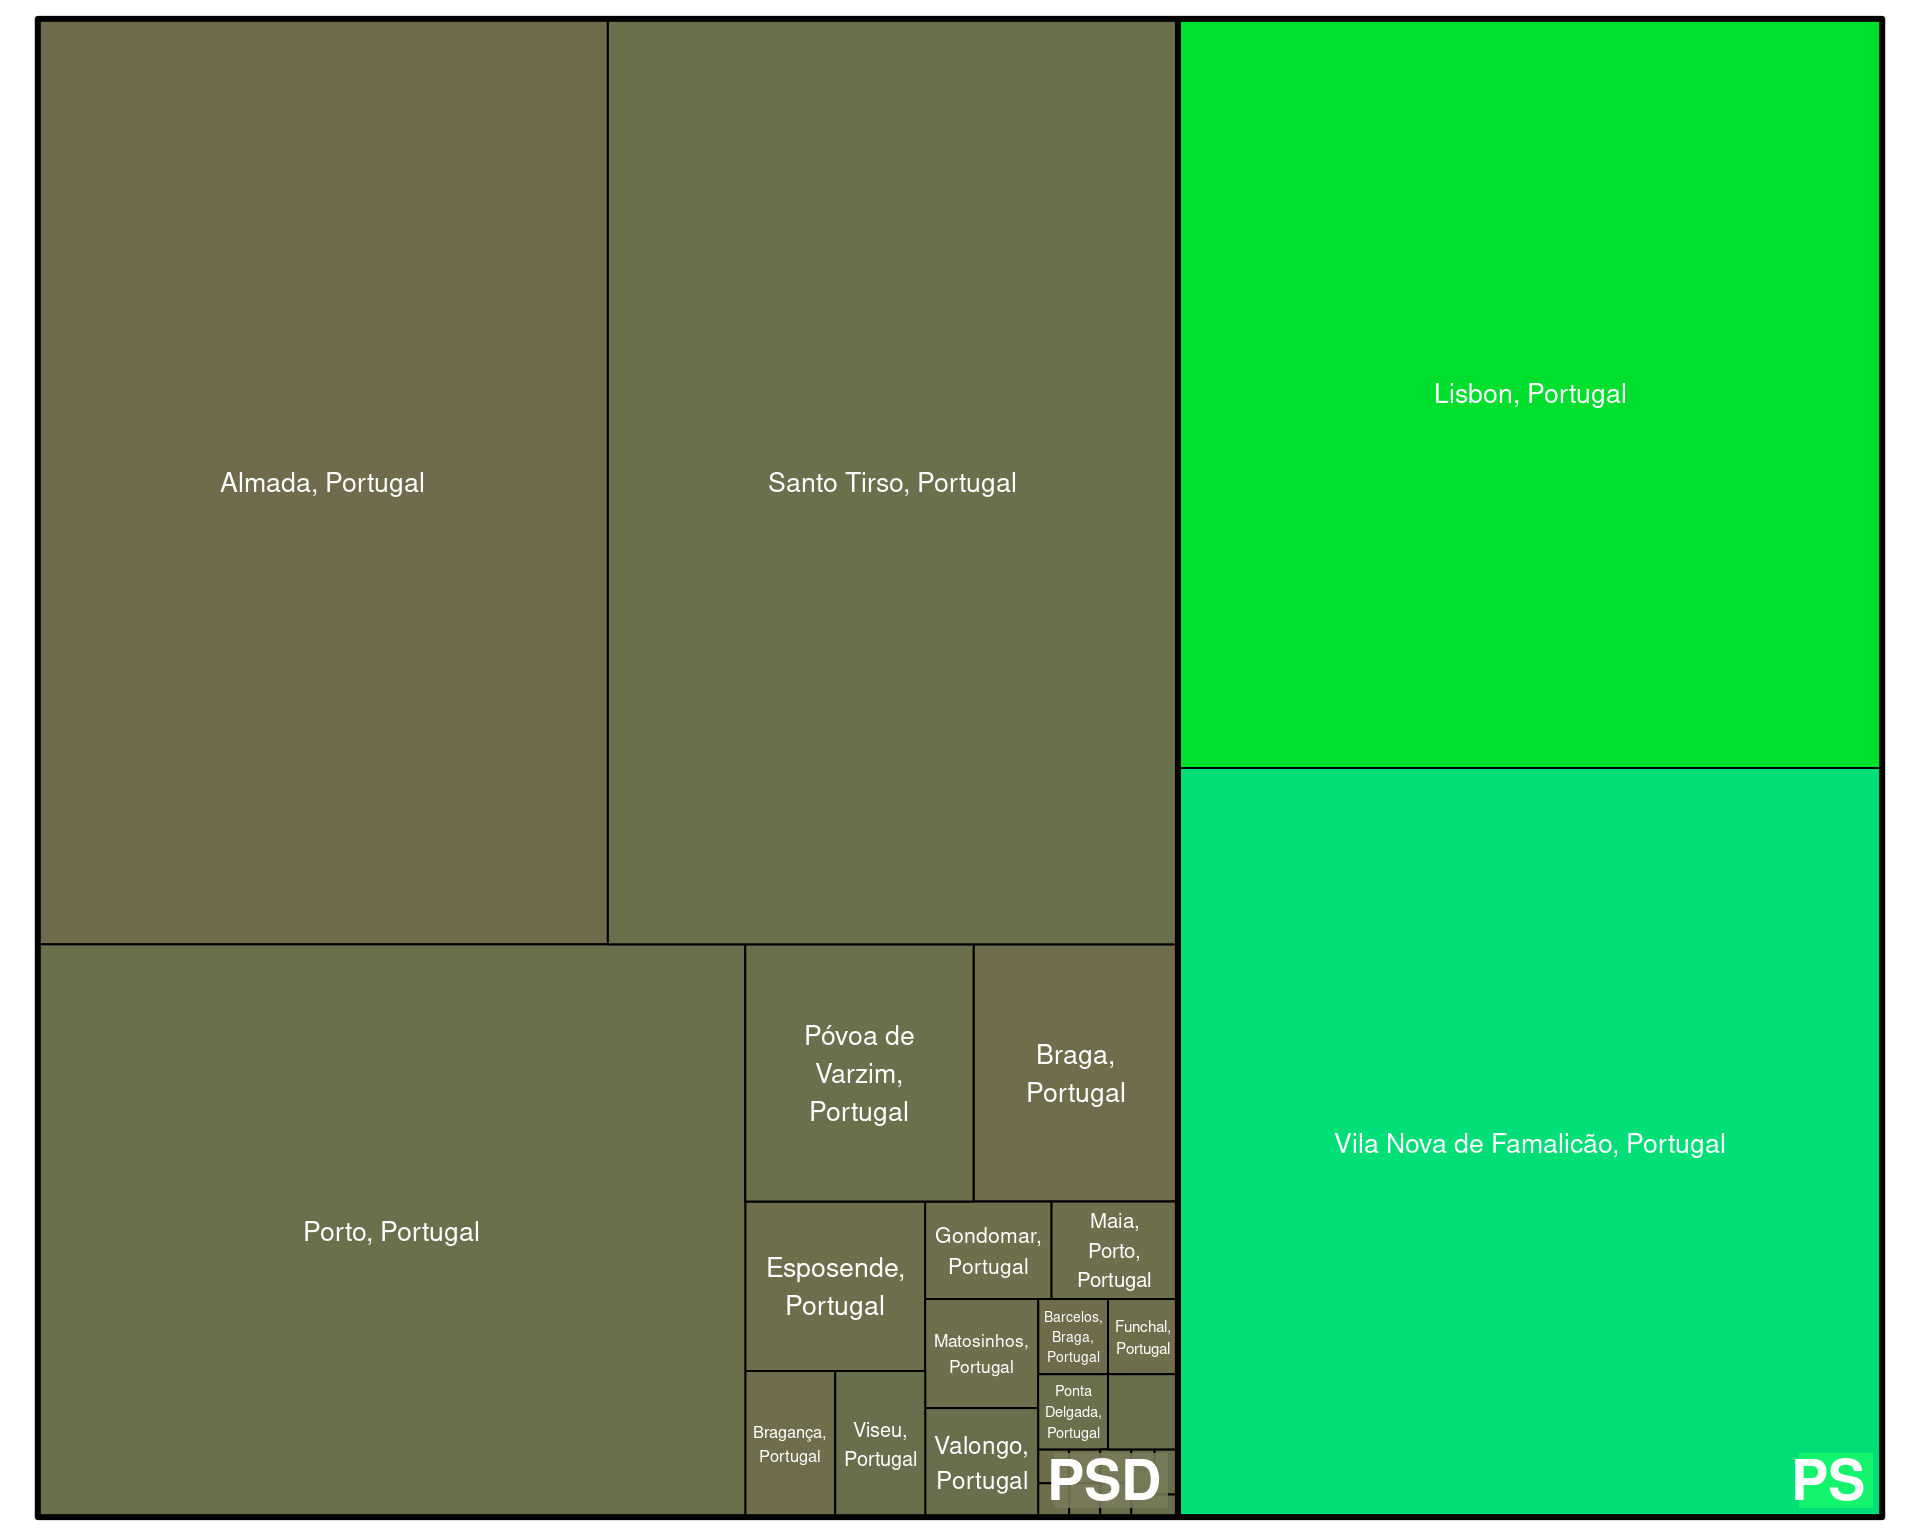 Almada, Portugal
Santo Tirso, Portugal
Lisbon, Portugal
Porto, Portugal
Póvoa de
Varzim,
Portugal
Braga,
Portugal
Esposende,
Portugal
Gondomar,
Portugal
Maia,
Porto,
Portugal
Matosinhos,
Portugal
Barcelos,
Braga,
Portugal
Funchal,
Portugal
Ponta
Delgada,
Portugal
Bragança,
Portugal
Viseu,
Portugal
Valongo,
Portugal
PSD
Vila Nova de Famalicão, Portugal
PS